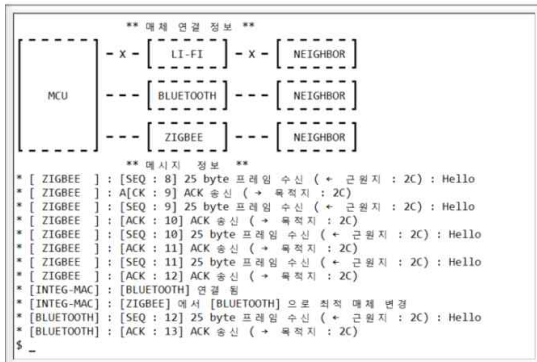 ** 매체 연결 정보 **
- X - LI-FI - X - NEIGHBOR
MCU - - - BLUETOOTH - - - NEIGHBOR
- - - ZIGBEE - - - NEIGHBOR
** 메시지 정보 **
* [ ZIGBEE ] : [SEQ : 8] 25 byte 프레임 수신 ( ← 근원지 : 2C) : Hello
* [ ZIGBEE ] : A[CK : 9] ACK 송신 ( → 목적지 : 2C)
* [ ZIGBEE ] : [SEQ : 9] 25 byte 프레임 수신 ( ← 근원지 : 2C) : Hello
* [ ZIGBEE ] : [ACK : 10] ACK 송신 ( → 목적지 : 2C)
* [ ZIGBEE ] : [SEQ : 10] 25 byte 프레임 수신 ( ← 근원지 : 2C) : Hello
* [ ZIGBEE ] : [ACK : 11] ACK 송신 ( → 목적지 : 2C)
* [ ZIGBEE ] : [SEQ : 11] 25 byte 프레임 수신 ( ← 근원지 : 2C) : Hello
* [ ZIGBEE ] : [ACK : 12] ACK 송신 ( → 목적지 : 2C)
* [INTEG-MAC] : [BLUETOOTH] 연결 됨
* [INTEG-MAC] : [ZIGBEE] 에서 [BLUETOOTH] 으로 최적 매체 변경
* [BLUETOOTH] : [SEQ : 12] 25 byte 프레임 수신 ( ← 근원지 : 2C) : Hello
* [BLUETOOTH] : [ACK : 13] ACK 송신 ( → 목적지 : 2C)
$ _